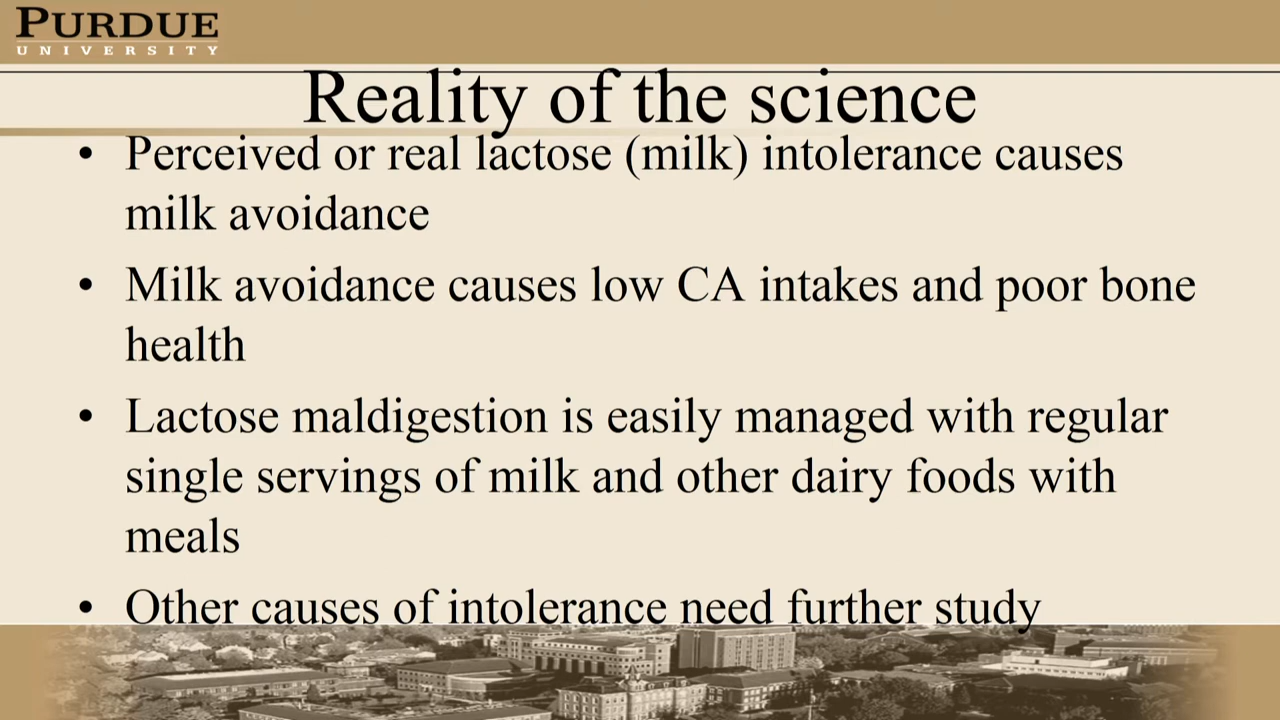 PURDUE
UNIVERSITY
Reality of the science
• Perceived or real lactose (milk) intolerance causes
milk avoidance
• Milk avoidance causes low CA intakes and poor bone
health
• Lactose maldigestion is easily managed with regular
single servings of milk and other dairy foods with
meals
• Other causes of intolerance need further study